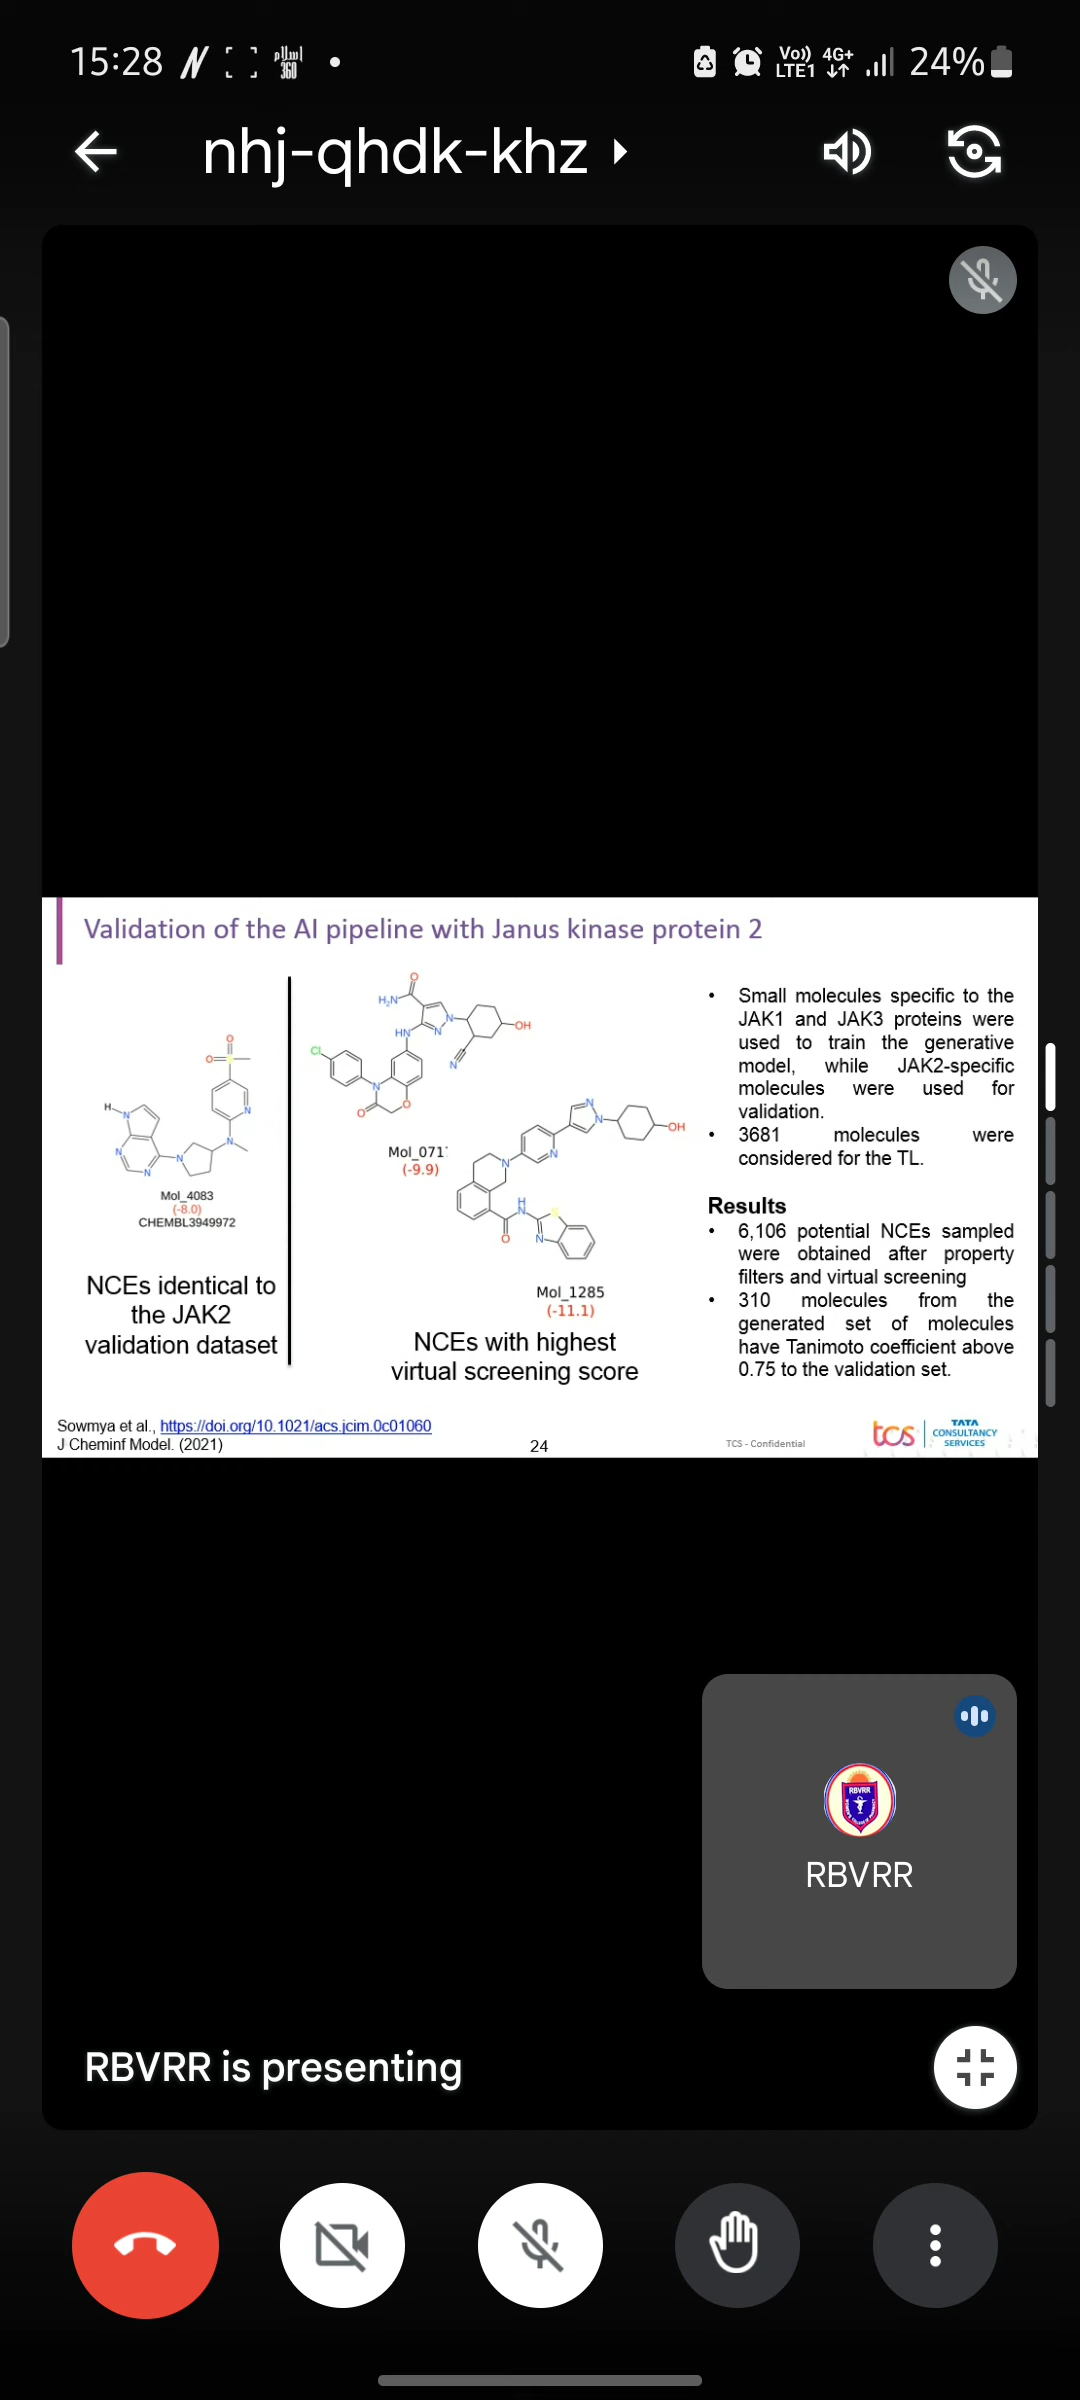 15:28
Vo)) 4G+
LTE1
24%
nhj-qhdk-khz
Validation of the AI pipeline with Janus kinase protein 2
O
O=S
N
H
N
N
N
N
N
Mol_4083
(-8.0)
CHEMBL3949972
NCEs identical to
the JAK2
validation dataset
O
H₂N
N
N
OH
HN
N
Cl
N
O
O
Mol_071
(-9.9)
N
N
OH
N
N
H
N
S
O
N
Mol_1285
(-11.1)
NCEs with highest
virtual screening score
• Small molecules specific to the
JAK1 and JAK3 proteins were
used to train the generative
model, while JAK2-specific
molecules were used for
validation.
• 3681 molecules were
considered for the TL.
Results
• 6,106 potential NCEs sampled
were obtained after property
filters and virtual screening
• 310 molecules from the
generated set of molecules
have Tanimoto coefficient above
0.75 to the validation set.
Sowmya et al., https://doi.org/10.1021/acs.jcim.0c01060
J Cheminf Model. (2021)
24
TCS - Confidential
tcs
TATA
CONSULTANCY
SERVICES
RBVRR
RBVRR
RBVRR is presenting